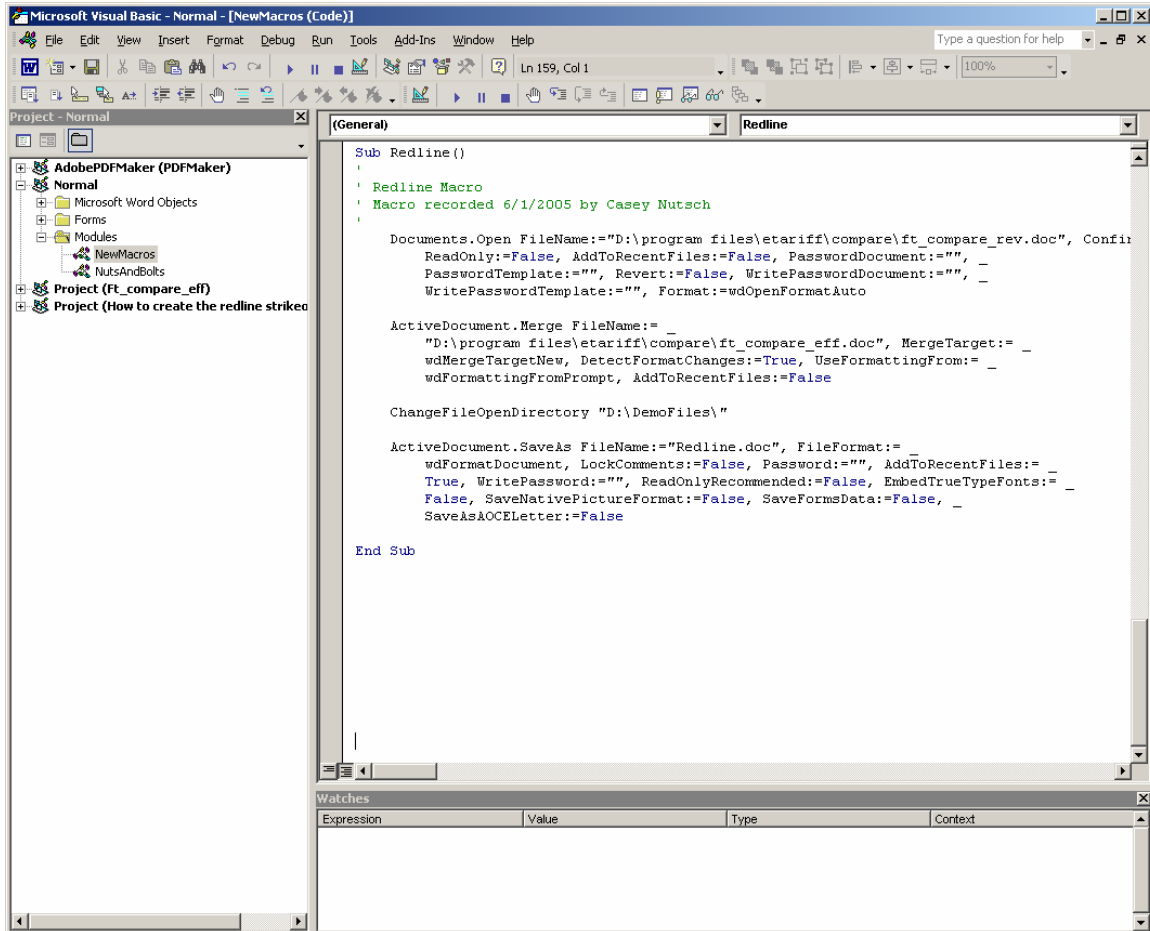 Microsoft Visual Basic - Normal - [NewMacros (Code)]
File Edit View Insert Format Debug Run Tools Add-Ins Window Help
Type a question for help
Ln 159, Col 1
100%
Project - Normal
AdobePDFMaker (PDFMaker)
Normal
Microsoft Word Objects
Forms
Modules
NewMacros
NutsAndBolts
Project (Ft_compare_eff)
Project (How to create the redline strikeo
(General)
Redline
Sub Redline()
'
' Redline Macro
' Macro recorded 6/1/2005 by Casey Nutsch
'
Documents.Open FileName:="D:\program files\etariff\compare\ft_compare_rev.doc", Confir
ReadOnly:=False, AddToRecentFiles:=False, PasswordDocument:="", _
PasswordTemplate:="", Revert:=False, WritePasswordDocument:="", _
WritePasswordTemplate:="", Format:=wdOpenFormatAuto
ActiveDocument.Merge FileName:= _
"D:\program files\etariff\compare\ft_compare_eff.doc", MergeTarget:= _
wdMergeTargetNew, DetectFormatChanges:=True, UseFormattingFrom:= _
wdFormattingFromPrompt, AddToRecentFiles:=False
ChangeFileOpenDirectory "D:\DemoFiles\"
ActiveDocument.SaveAs FileName:="Redline.doc", FileFormat:= _
wdFormatDocument, LockComments:=False, Password:="", AddToRecentFiles:= _
True, WritePassword:="", ReadOnlyRecommended:=False, EmbedTrueTypeFonts:= _
False, SaveNativePictureFormat:=False, SaveFormsData:=False, _
SaveAsAOCELetter:=False
End Sub
Watches
Expression Value Type Context